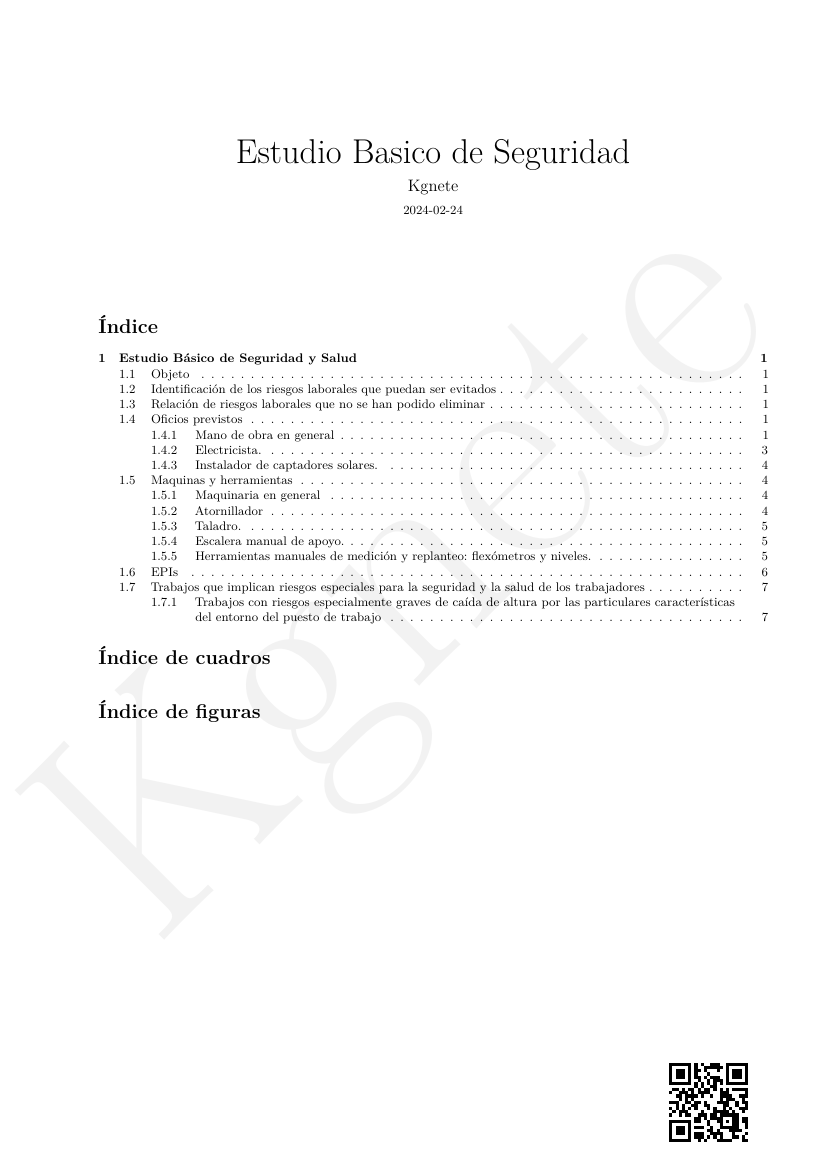 Estudio Basico de Seguridad
Kgnete
2024-02-24
Índice
1 Estudio Básico de Seguridad y Salud 1
1.1 Objeto . . . . . . . . . . . . . . . . . . . . . . . . . . . . . . 1
1.2 Identificación de los riesgos laborales que puedan ser evitados . . . . . . . . . . 1
1.3 Relación de riesgos laborales que no se han podido eliminar . . . . . . . . . . 1
1.4 Oficios previstos . . . . . . . . . . . . . . . . . . . . 1
1.4.1 Mano de obra en general . . . . . . . . . . . . . . . . . . . . 1
1.4.2 Electricista. . . . . . . . . . . . . . . . . . . . . 3
1.4.3 Instalador de captadores solares. . . . . . . . . . . . . . . . . . . . . 4
1.5 Maquinas y herramientas . . . . . . . . . . . . . . . . . . . . 4
1.5.1 Maquinaria en general . . . . . . . . . . . . . . . . . . . . 4
1.5.2 Atornillador . . . . . . . . . . . . . . . . . . . . 4
1.5.3 Taladro. . . . . . . . . . . . . . . . . . . . . 5
1.5.4 Escalera manual de apoyo. . . . . . . . . . . . . . . . . . . . . 5
1.5.5 Herramientas manuales de medición y replanteo: flexómetros y niveles. . . . . . . . . . . 5
1.6 EPIs . . . . . . . . . . . . . . . . . . . . 6
1.7 Trabajos que implican riesgos especiales para la seguridad y la salud de los trabajadores . . . . . . . . . . 7
1.7.1 Trabajos con riesgos especialmente graves de caída de altura por las particulares características
del entorno del puesto de trabajo . . . . . . . . . . . . . . . . . . . . 7
Índice de cuadros
Índice de figuras
Kgnete